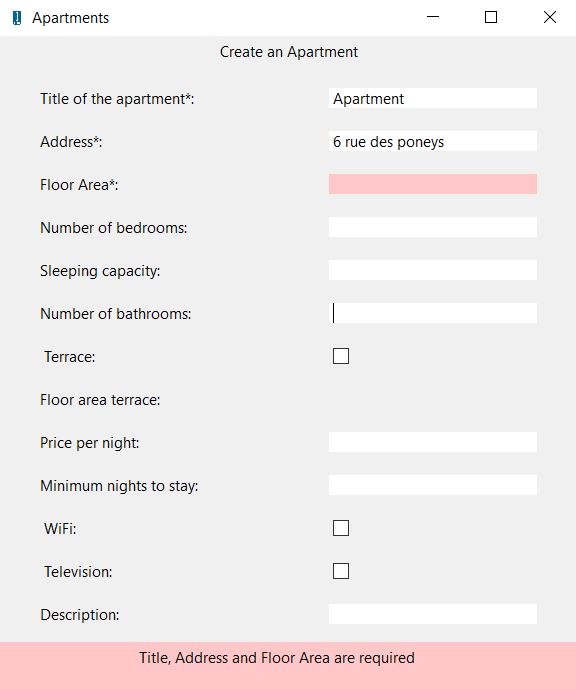 Apartments
Create an Apartment
Title of the apartment*: Apartment
Address*: 6 rue des poneys
Floor Area*:
Number of bedrooms:
Sleeping capacity:
Number of bathrooms:
Terrace:
Floor area terrace:
Price per night:
Minimum nights to stay:
WiFi:
Television:
Description:
Title, Address and Floor Area are required